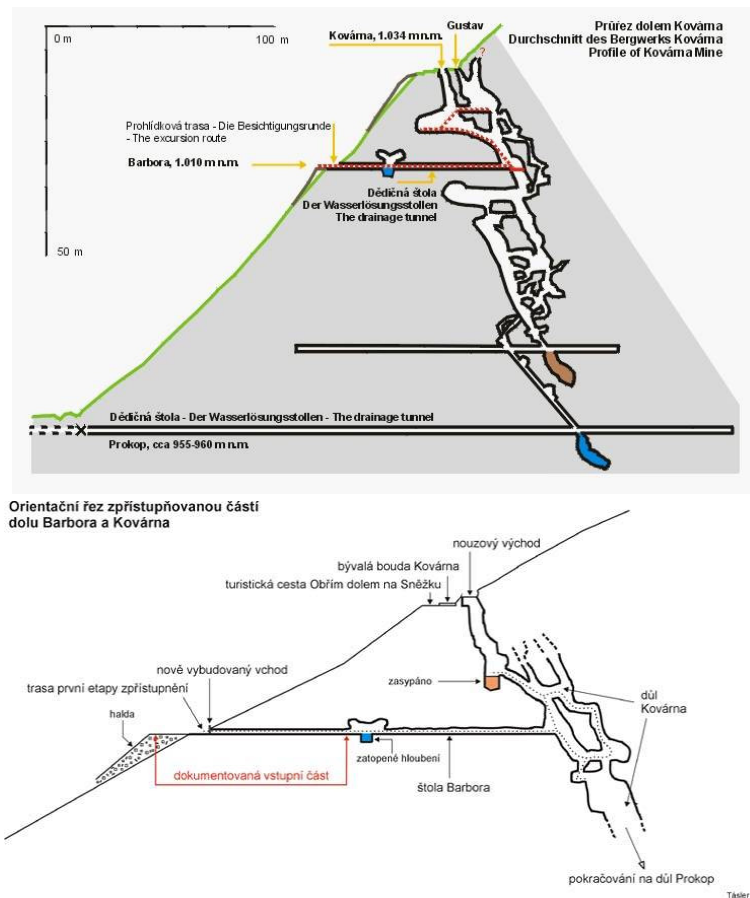 0 m
100 m
Kovárna, 1.034 m n.m.
Gustav
Průřez dolem Kovárna
Durchschnitt des Bergwerks Kovárna
Profile of Kovárna Mine
?
Prohlídková trasa - Die Besichtigungsrunde
- The excursion route
Barbora, 1.010 m n.m.
Dědičná štola
Der Wasserlösungsstollen
The drainage tunnel
50 m
Dědičná štola - Der Wasserlösungsstollen - The drainage tunnel
Prokop, cca 955-960 m n.m.
Orientační řez zpřístupňovanou částí
dolu Barbora a Kovárna
nouzový východ
bývalá bouda Kovárna
turistická cesta Obřím dolem na Sněžku
nově vybudovaný vchod
trasa první etapy zpřístupnění
halda
zasypáno
důl
Kovárna
dokumentovaná vstupní část
zatopené hloubení
štola Barbora
pokračování na důl Prokop
Tásler